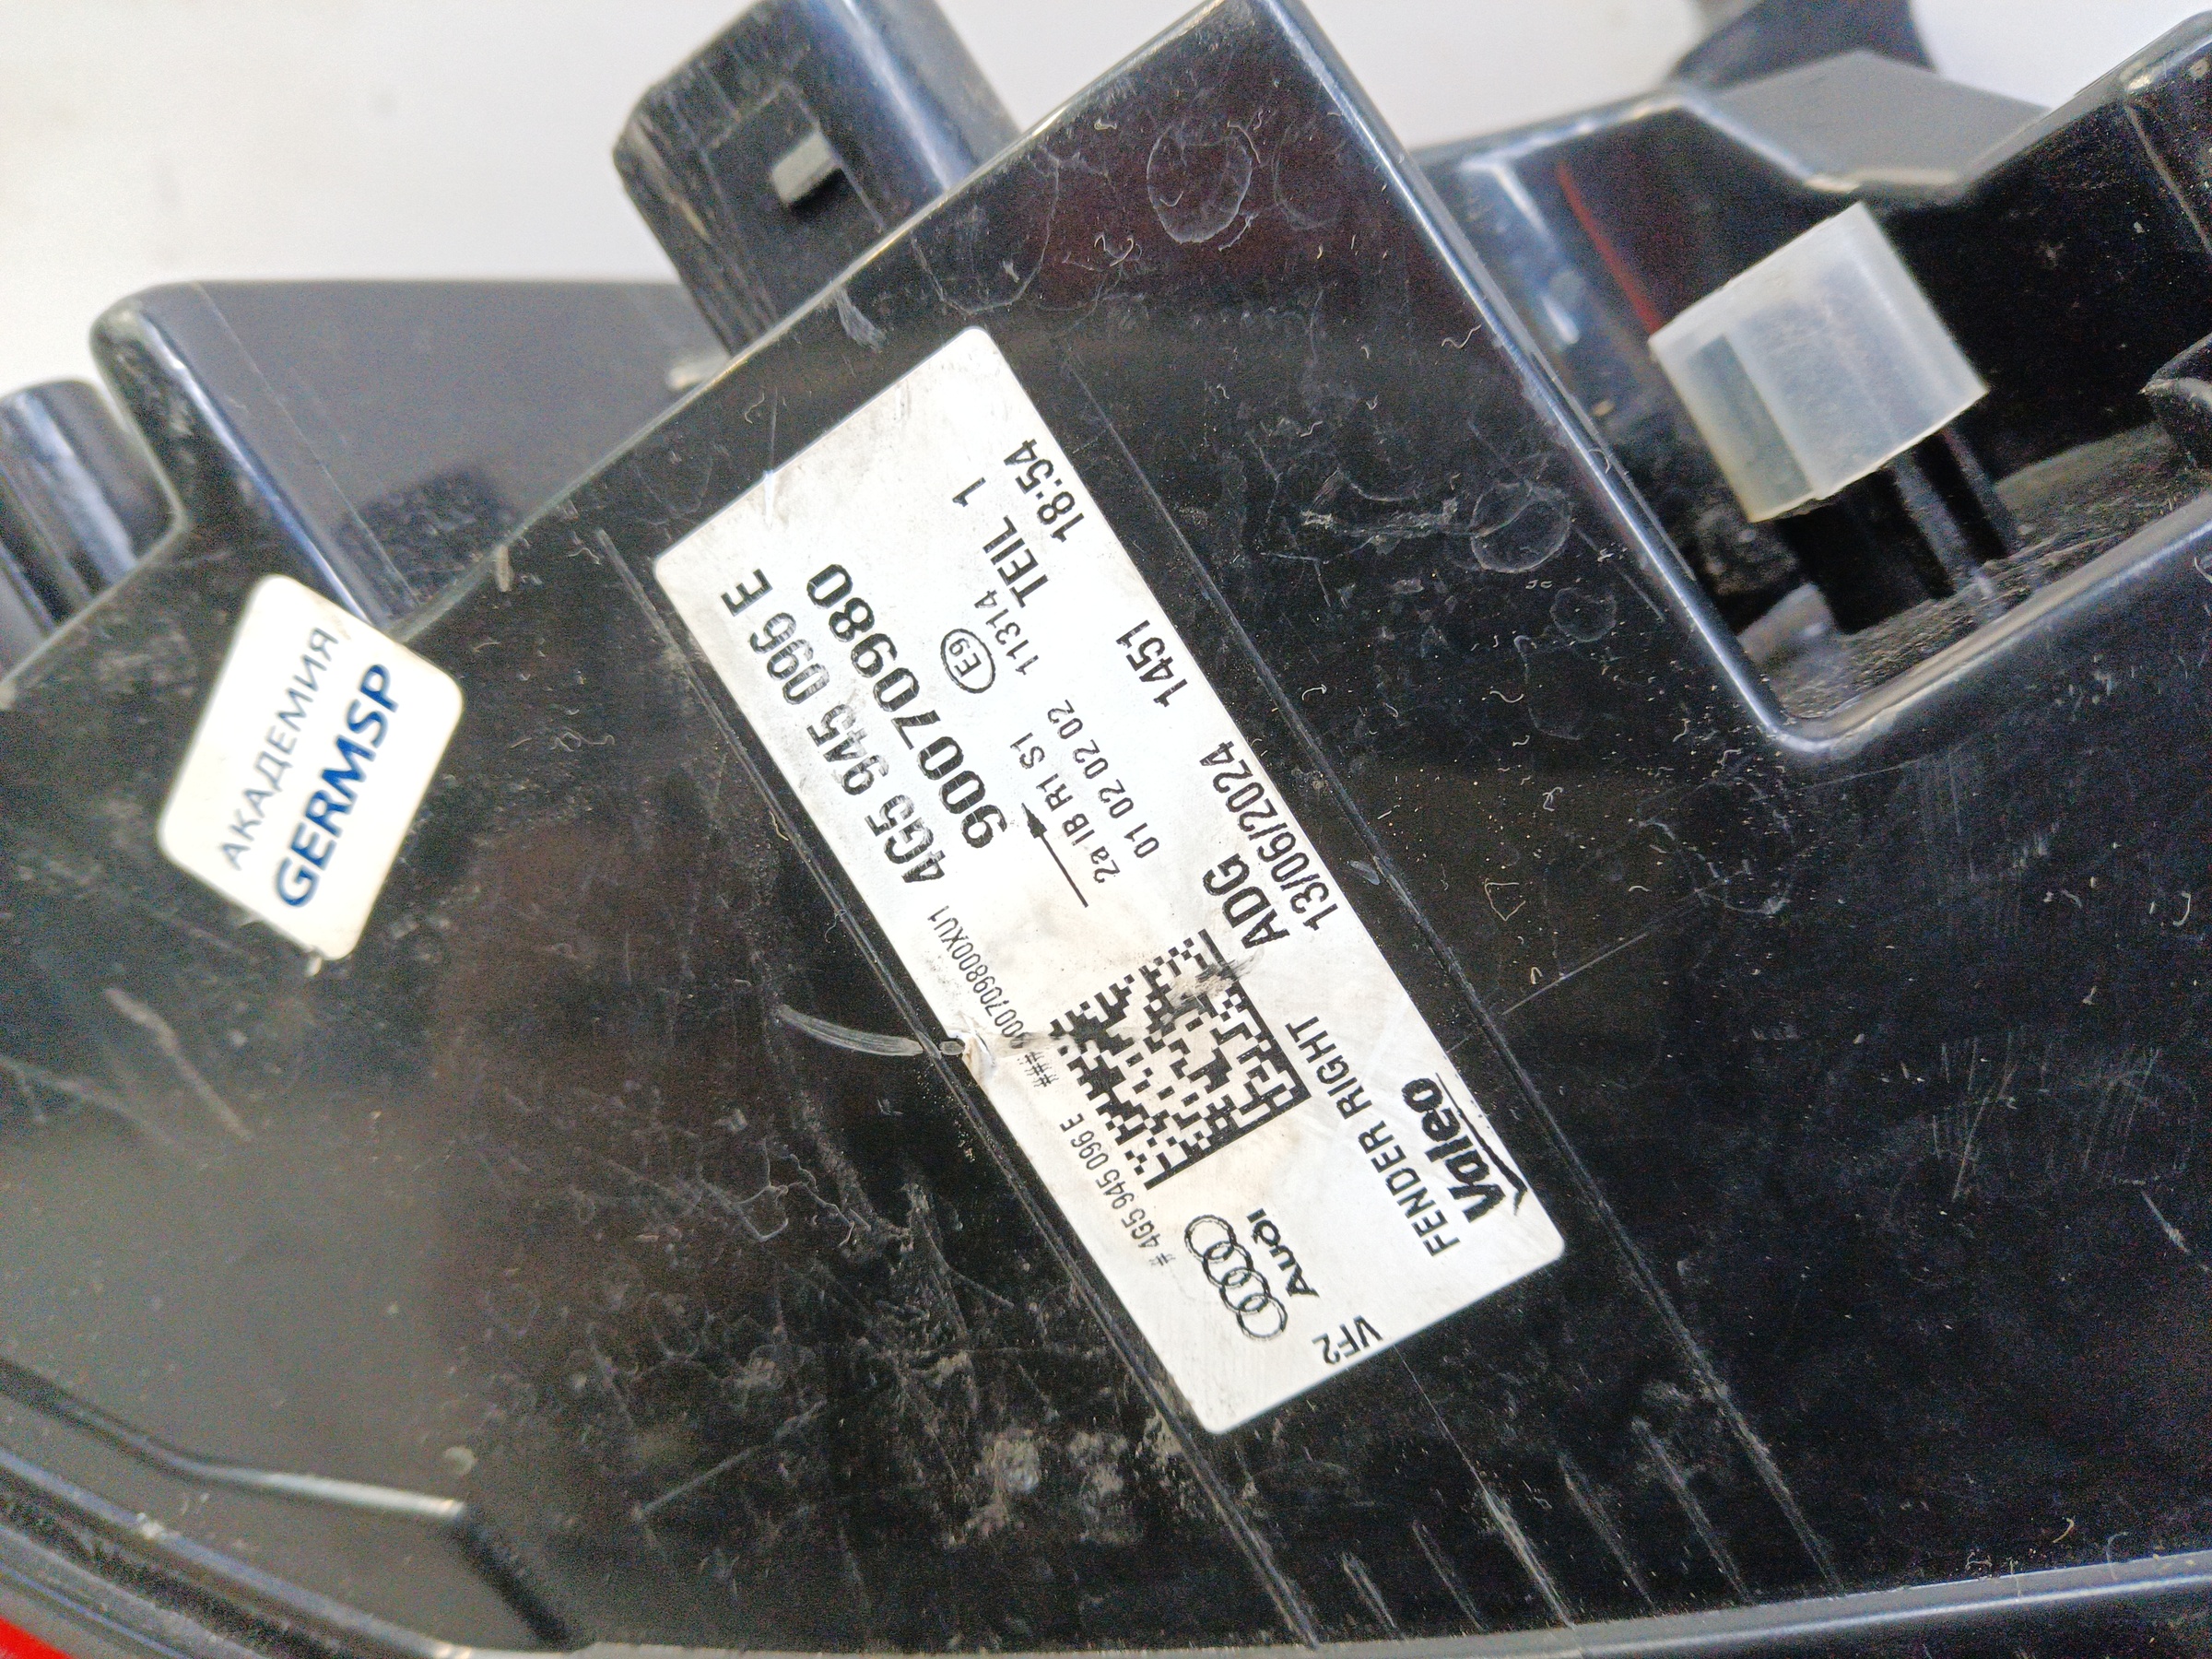 АКАДЕМИЯ
GERMSP
4G5 945 096 E
90070980
E9 11314 TEIL 1
2a IB R1 S1
01 02 02 02
18:54
ADG 1451
13/06/2024
# 4G5 945 096 E ### 900709800XU1
Audi
FENDER RIGHT
VF2 Valeo